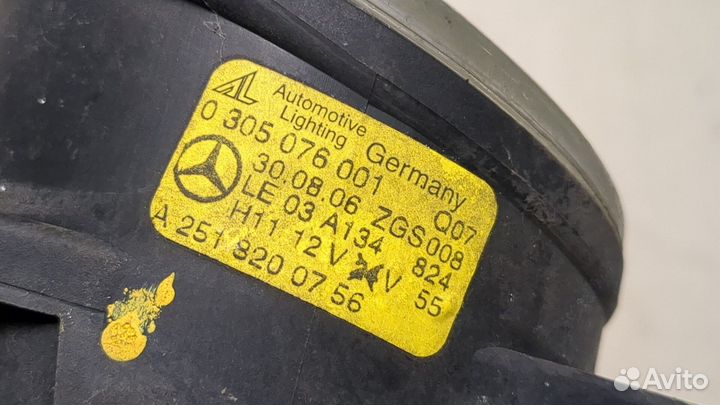 AL Automotive Lighting Germany
0 305 076 001 Q07
30.08.06 ZGS 008
LE 03 A134 824
H11 12 V V 55
A 251 820 07 56
Avito